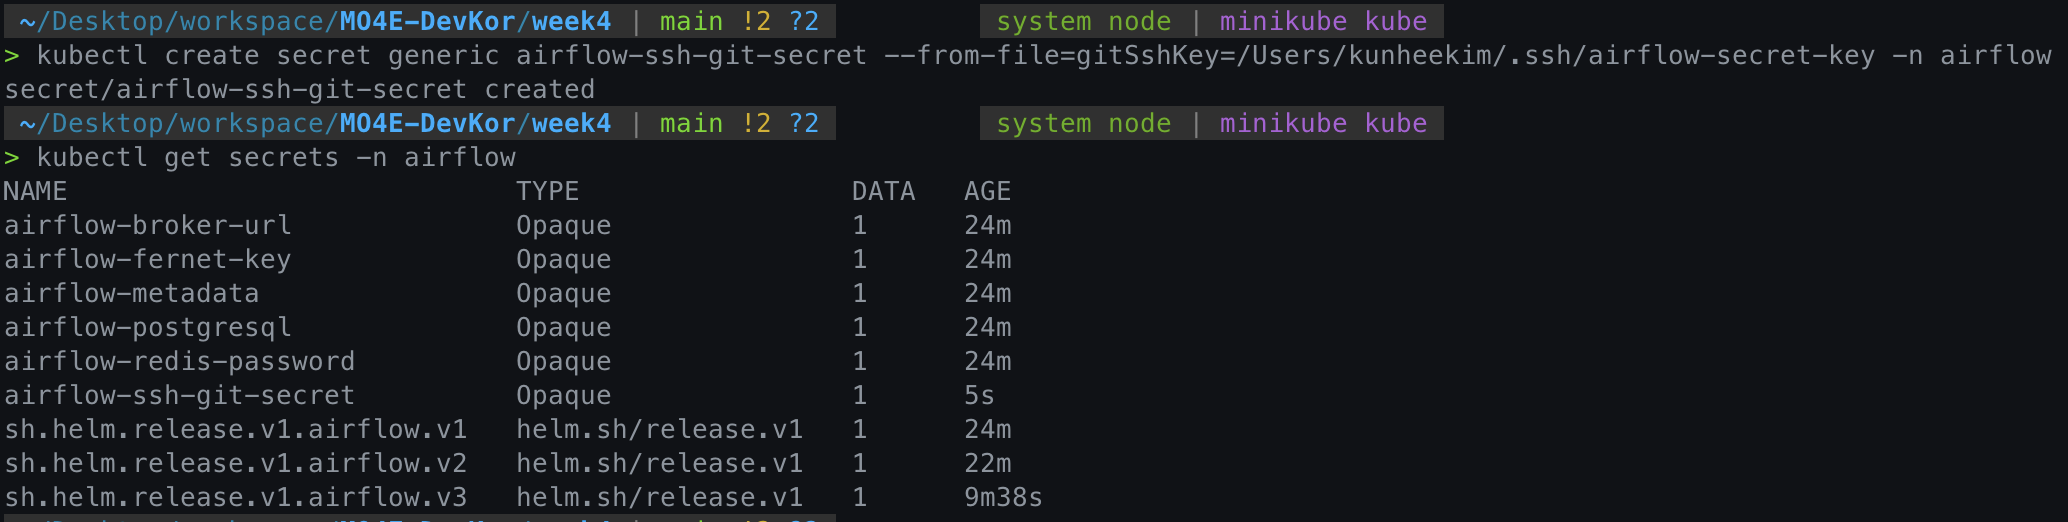 ~/Desktop/workspace/MO4E-DevKor/week4 | main !2 ?2 system node | minikube kube
> kubectl create secret generic airflow-ssh-git-secret --from-file=gitSshKey=/Users/kunheekim/.ssh/airflow-secret-key -n airflow
secret/airflow-ssh-git-secret created
~/Desktop/workspace/MO4E-DevKor/week4 | main !2 ?2 system node | minikube kube
> kubectl get secrets -n airflow
NAME TYPE DATA AGE
airflow-broker-url Opaque 1 24m
airflow-fernet-key Opaque 1 24m
airflow-metadata Opaque 1 24m
airflow-postgresql Opaque 1 24m
airflow-redis-password Opaque 1 24m
airflow-ssh-git-secret Opaque 1 5s
sh.helm.release.v1.airflow.v1 helm.sh/release.v1 1 24m
sh.helm.release.v1.airflow.v2 helm.sh/release.v1 1 22m
sh.helm.release.v1.airflow.v3 helm.sh/release.v1 1 9m38s